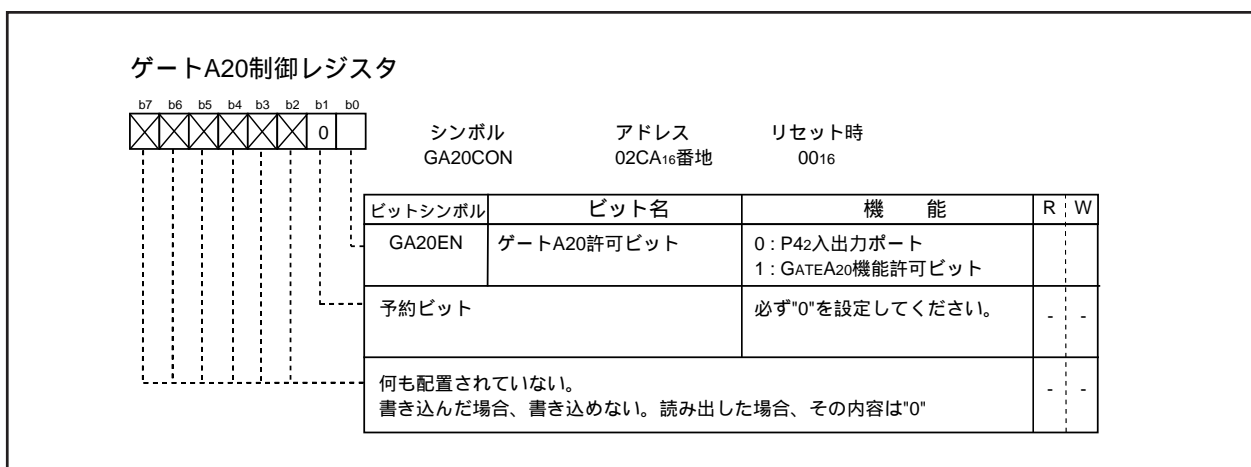 ゲートA20制御レジスタ
b7 b6 b5 b4 b3 b2 b1 b0
0
シンボル アドレス リセット時
GA20CON 02CA16番地 0016
ビットシンボル ビット名 機 能 R W
GA20EN ゲートA20許可ビット 0 : P42入出力ポート
1 : GATEA20機能許可ビット
予約ビット 必ず"0"を設定してください。 - -
何も配置されていない。 - -
書き込んだ場合、書き込めない。読み出した場合、その内容は"0"